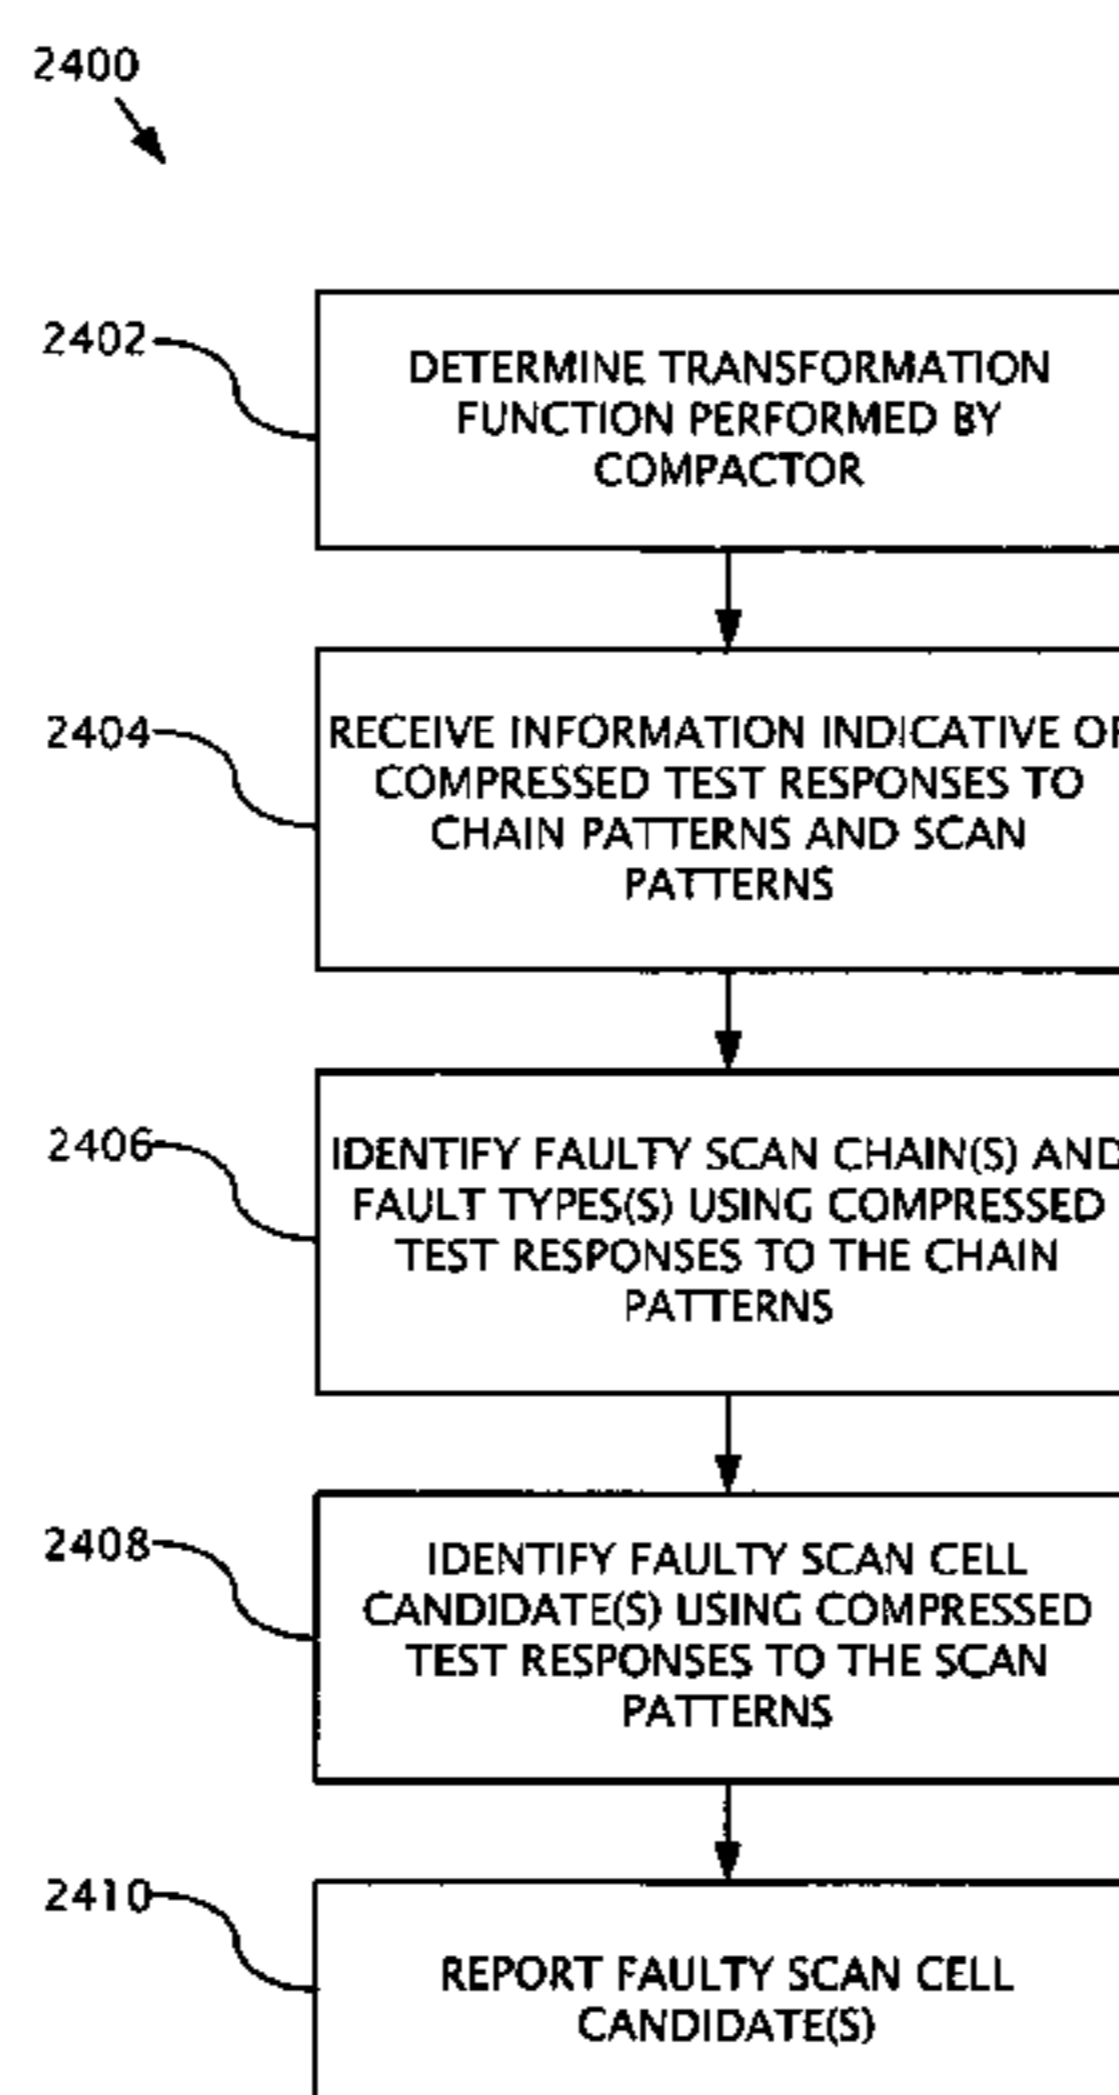 2400
2402
DETERMINE TRANSFORMATION
FUNCTION PERFORMED BY
COMPACTOR
2404
RECEIVE INFORMATION INDICATIVE OF
COMPRESSED TEST RESPONSES TO
CHAIN PATTERNS AND SCAN
PATTERNS
2406
IDENTIFY FAULTY SCAN CHAIN(S) AND
FAULT TYPES(S) USING COMPRESSED
TEST RESPONSES TO THE CHAIN
PATTERNS
2408
IDENTIFY FAULTY SCAN CELL
CANDIDATE(S) USING COMPRESSED
TEST RESPONSES TO THE SCAN
PATTERNS
2410
REPORT FAULTY SCAN CELL
CANDIDATE(S)